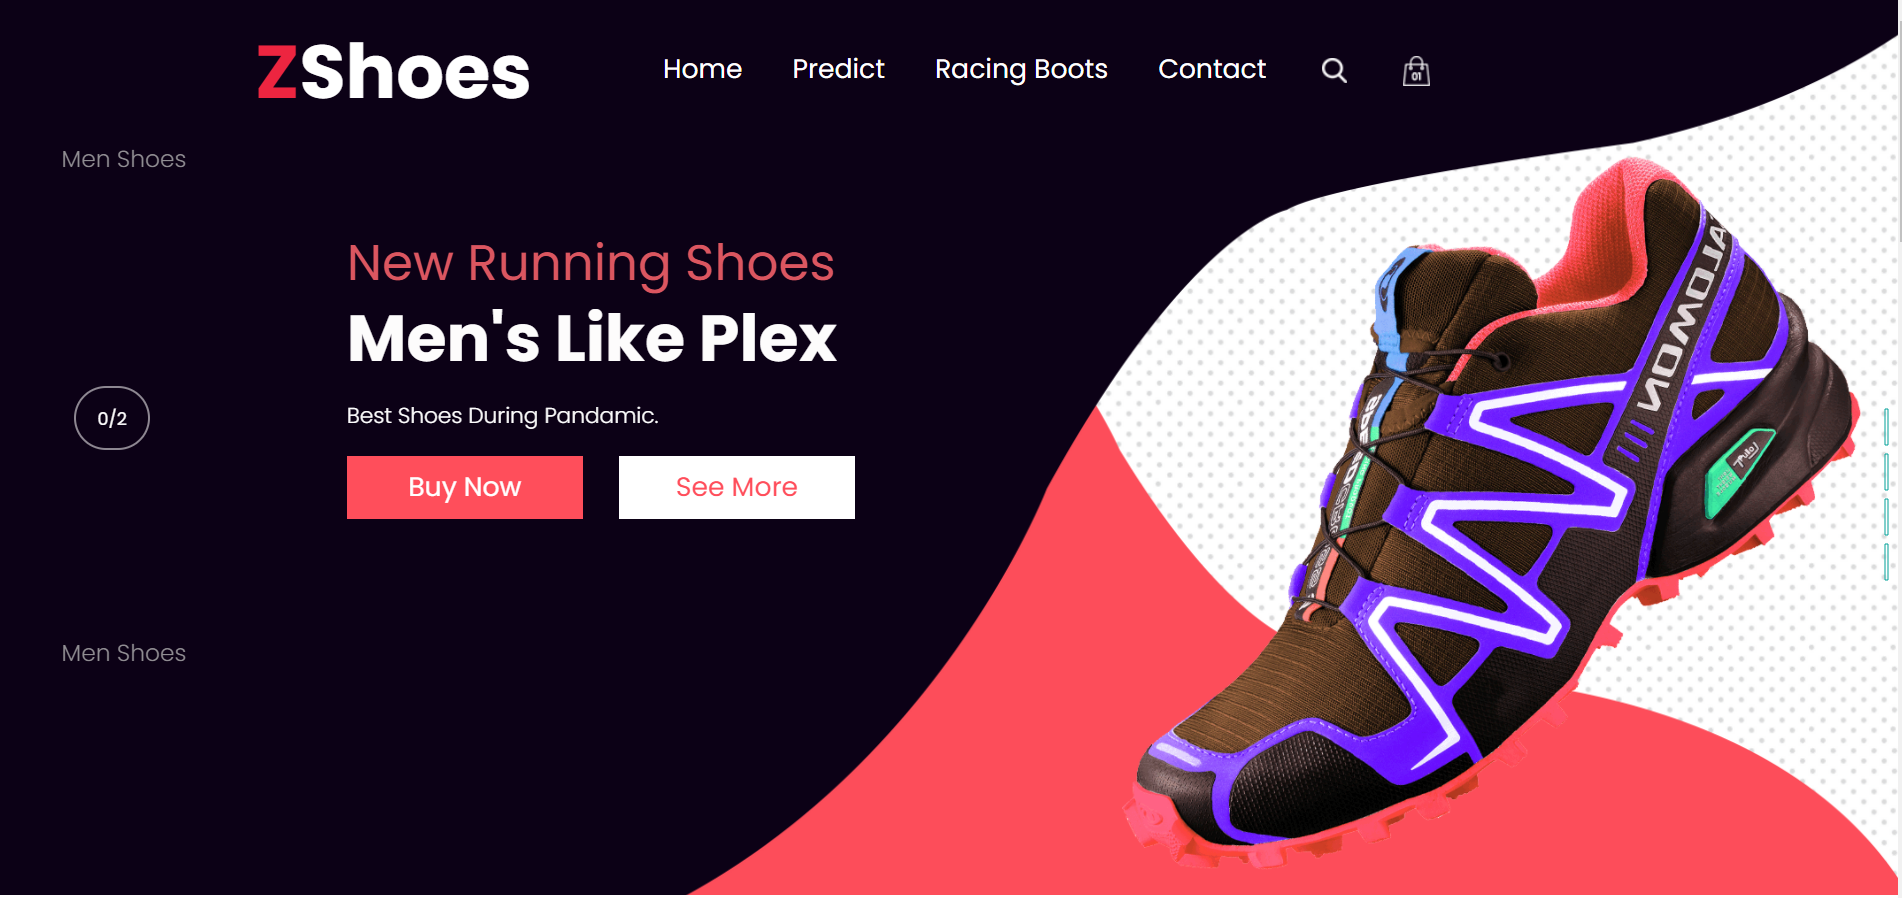 ZShoes
Home Predict Racing Boots Contact
01
Men Shoes
New Running Shoes
Men's Like Plex
0/2
Best Shoes During Pandamic.
Buy Now See More
Men Shoes
SALOMON